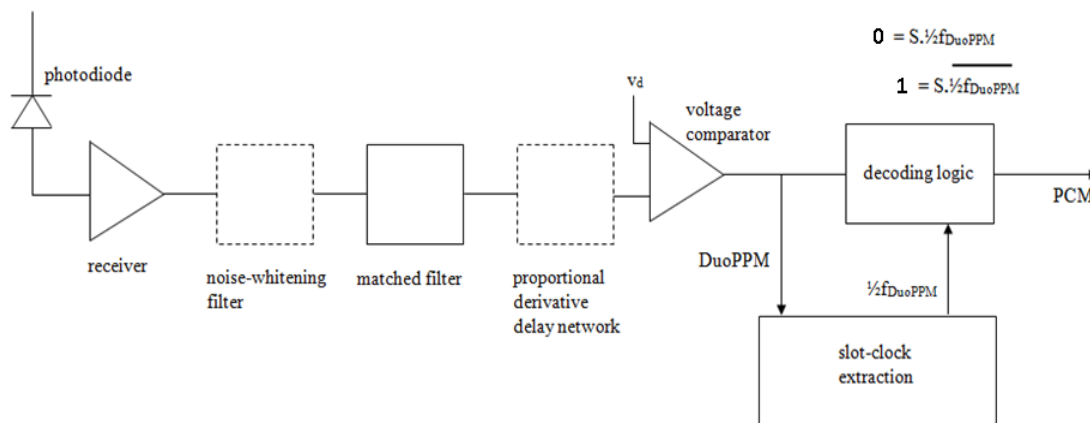 0 = S.½fDuoPPM
1 = S.½fDuoPPM
photodiode
vd
voltage
comparator
decoding logic
PCM
receiver
noise-whitening
filter
matched filter
proportional
derivative
delay network
DuoPPM
½fDuoPPM
slot-clock
extraction